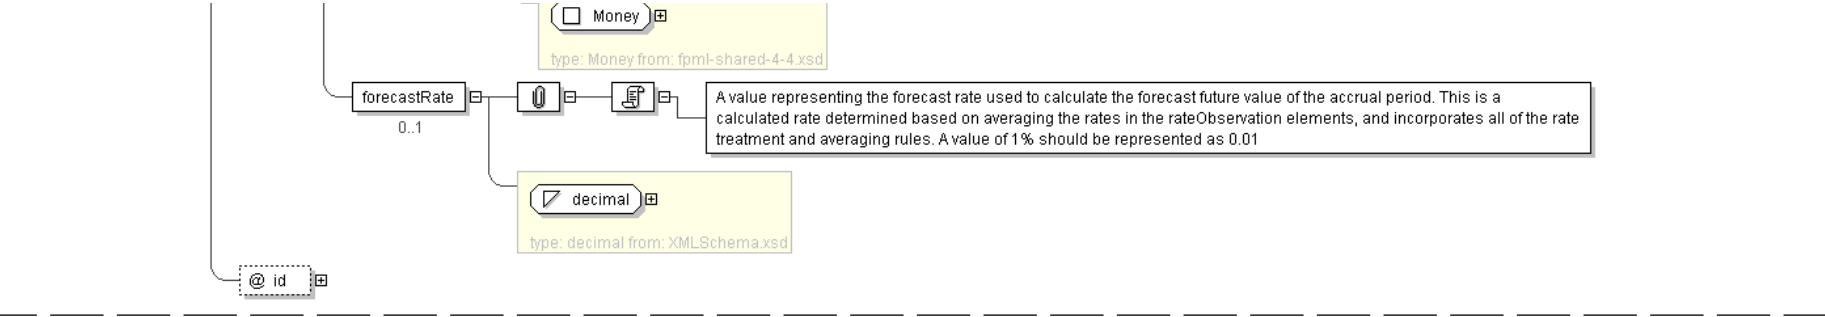 Money
type: Money from: fpml-shared-4-4.xsd
forecastRate
0..1
A value representing the forecast rate used to calculate the forecast future value of the accrual period. This is a
calculated rate determined based on averaging the rates in the rateObservation elements, and incorporates all of the rate
treatment and averaging rules. A value of 1% should be represented as 0.01
decimal
type: decimal from: XMLSchema.xsd
@ id